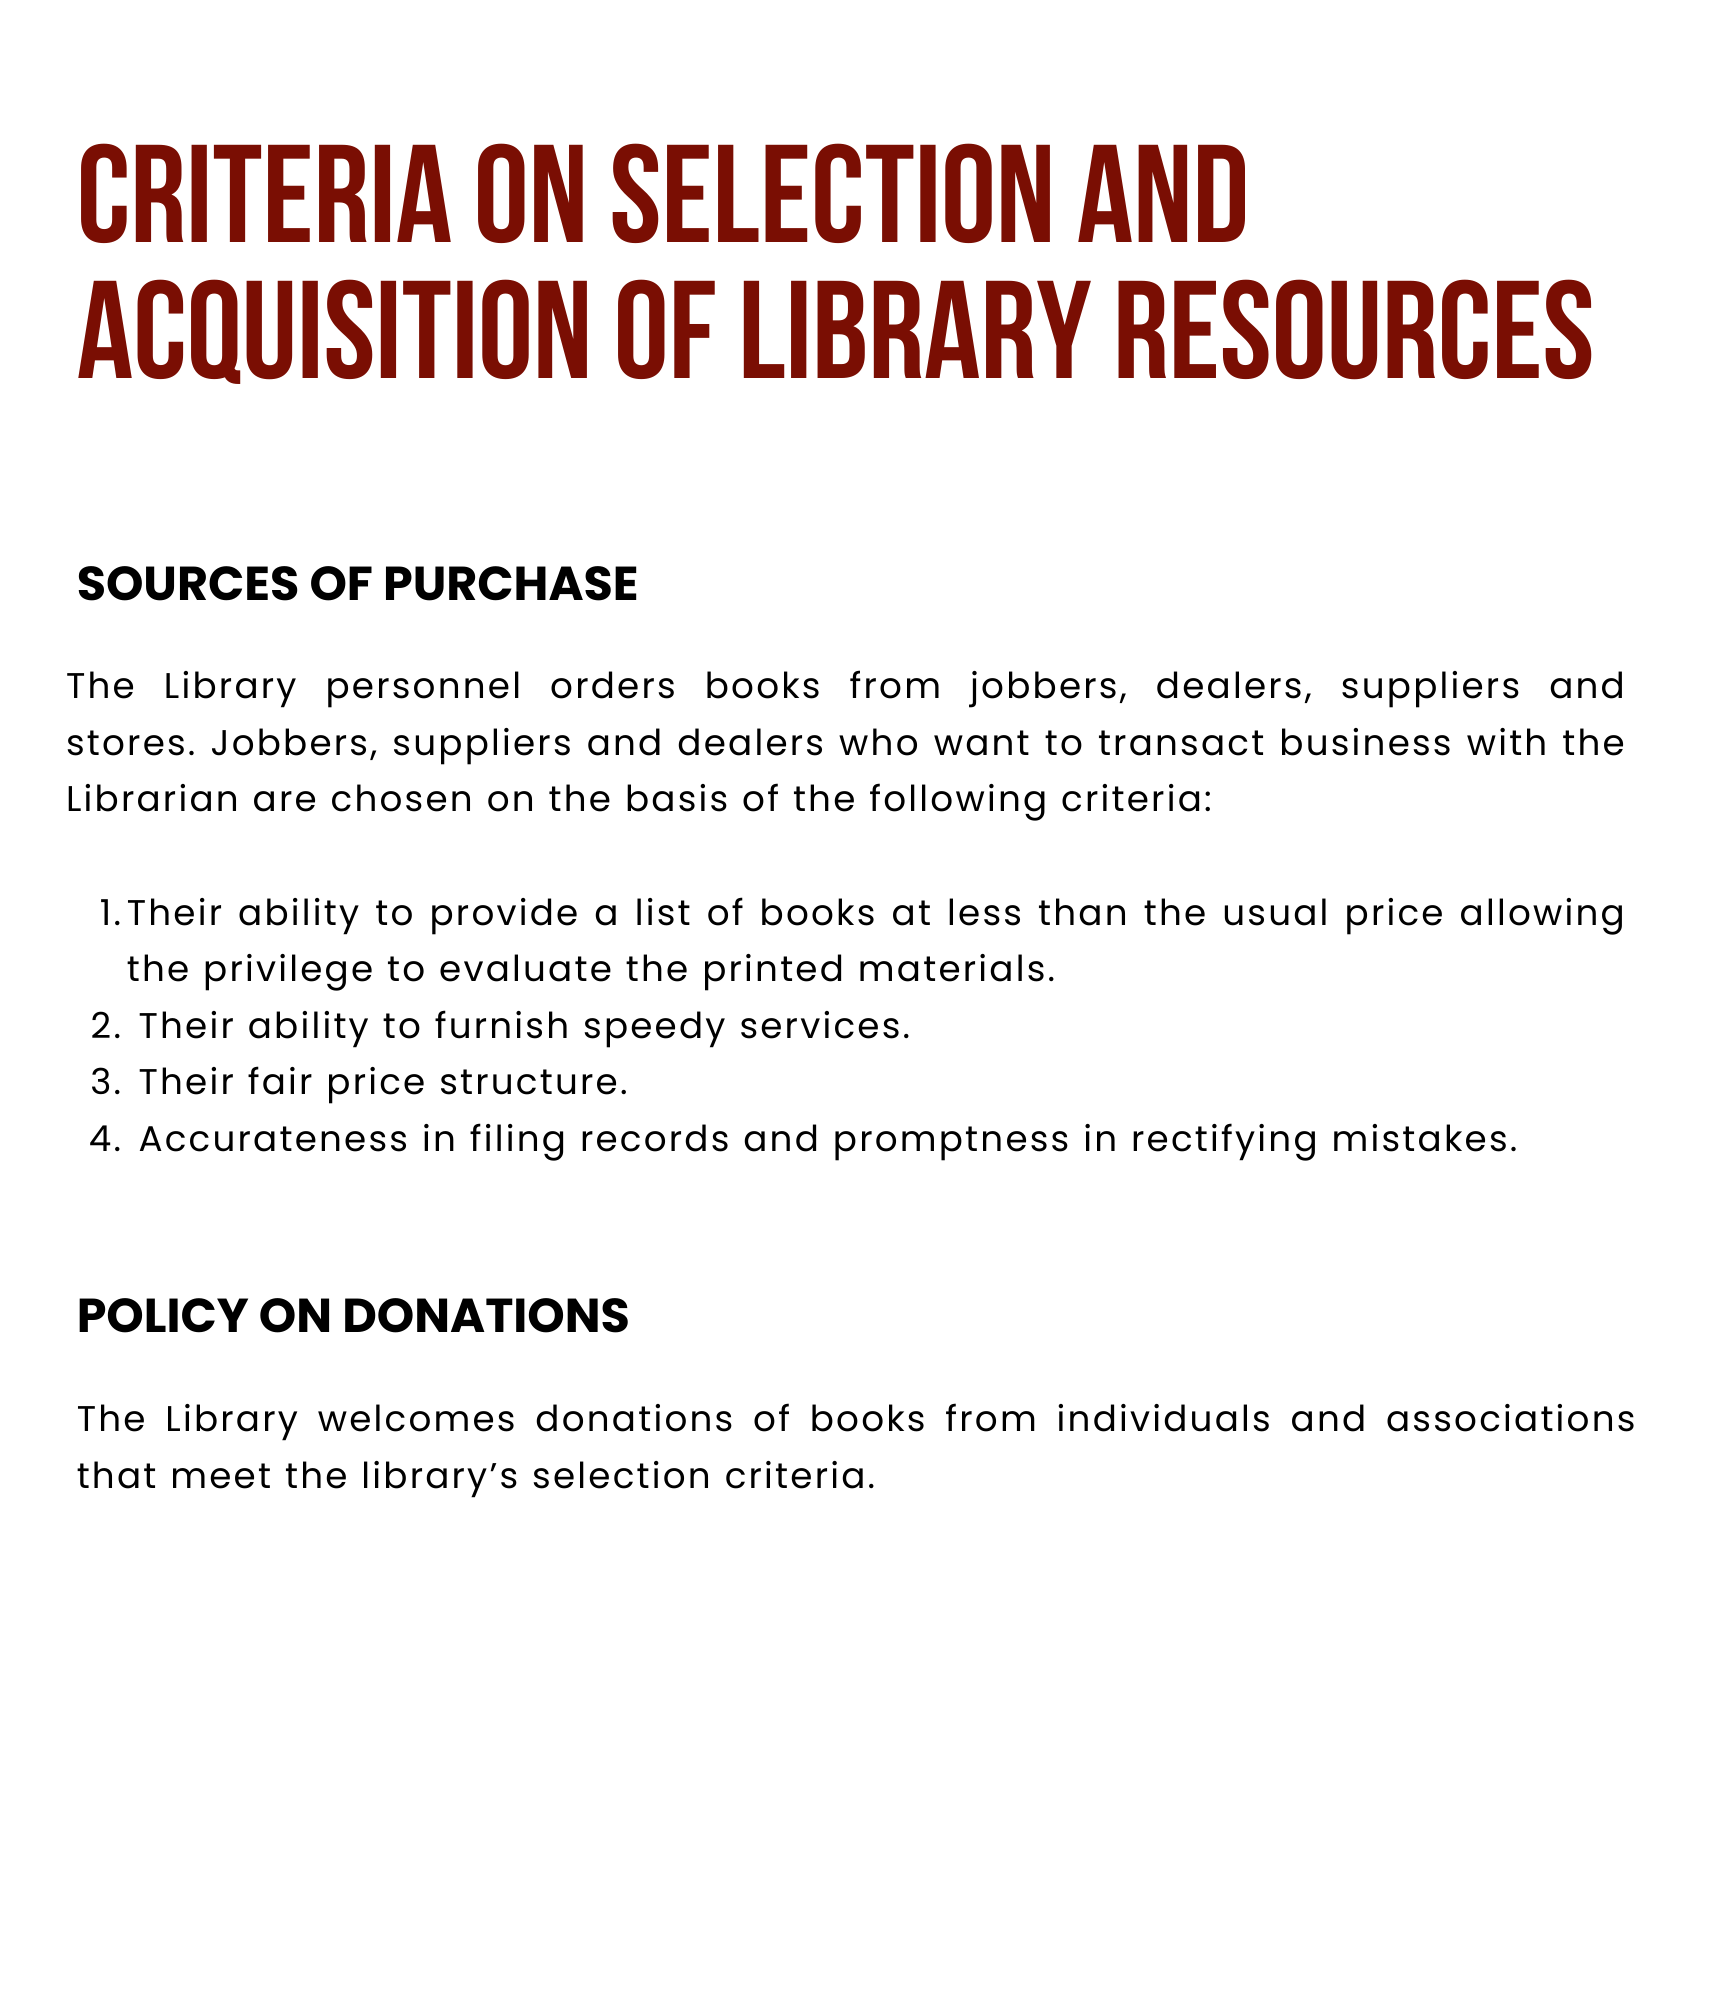 CRITERIA ON SELECTION AND
ACQUISITION OF LIBRARY RESOURCES
SOURCES OF PURCHASE
The Library personnel orders books from jobbers, dealers, suppliers and
stores. Jobbers, suppliers and dealers who want to transact business with the
Librarian are chosen on the basis of the following criteria:
1. Their ability to provide a list of books at less than the usual price allowing
the privilege to evaluate the printed materials.
2. Their ability to furnish speedy services.
3. Their fair price structure.
4. Accurateness in filing records and promptness in rectifying mistakes.
POLICY ON DONATIONS
The Library welcomes donations of books from individuals and associations
that meet the library’s selection criteria.